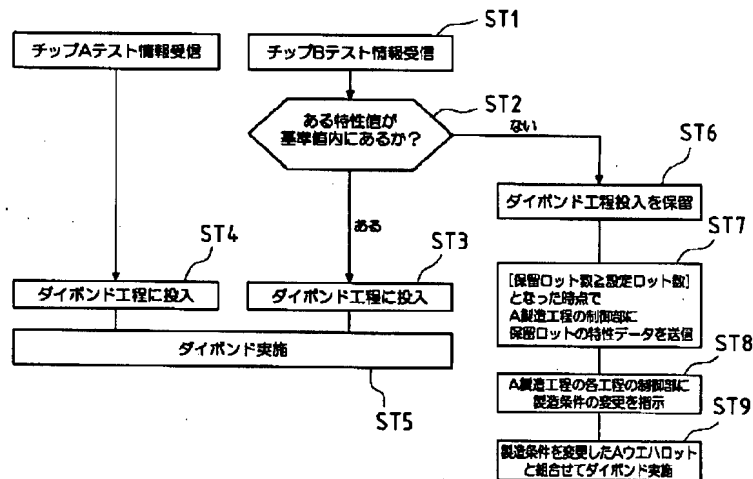 ST1
チップAテスト情報受信
チップBテスト情報受信
ST2
ある特性値が
基準値内にあるか？
ない
ST6
ダイボンド工程投入を保留
ある
ST7
ST4
ST3
ダイボンド工程に投入
ダイボンド工程に投入
[保留ロット数≧設定ロット数]
となった時点で
A製造工程の制御部に
保留ロットの特性データを送信
ダイボンド実施
ST8
ST5
A製造工程の各工程の制御部に
製造条件の変更を指示
ST9
製造条件を変更したAウエハロット
と組合せてダイボンド実施